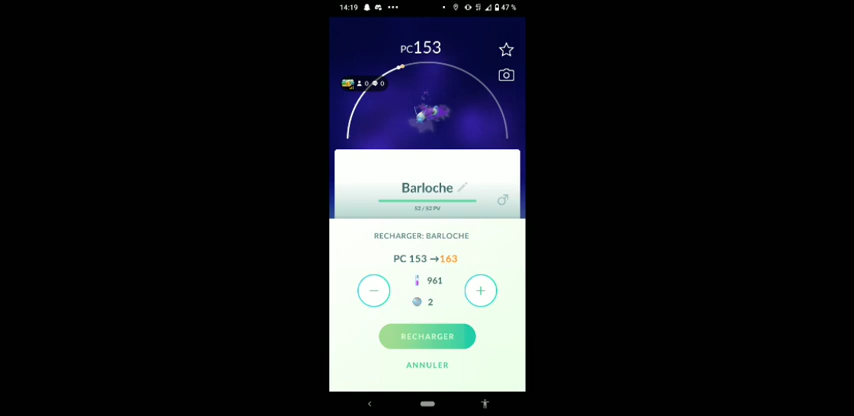 14:19
47 %
PC153
0 0
Barloche
52 / 52 PV
RECHARGER: BARLOCHE
PC 153 →163
961
2
RECHARGER
ANNULER